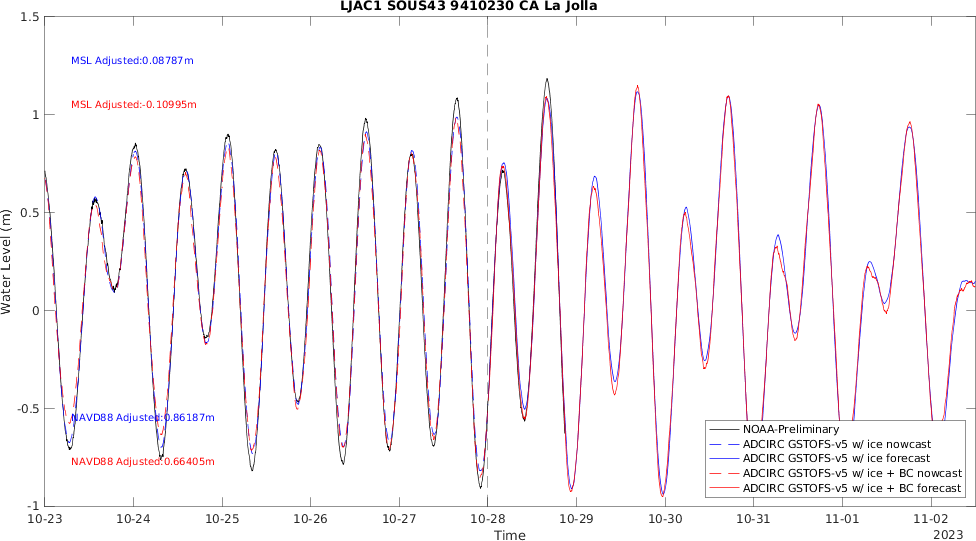 LJAC1 SOUS43 9410230 CA La Jolla
1.5
1
0.5
0
-0.5
-1
Water Level (m)
MSL Adjusted:0.08787m
MSL Adjusted:-0.10995m
NAVD88 Adjusted:0.86187m
NAVD88 Adjusted:0.66405m
NOAA-Preliminary
ADCIRC GSTOFS-v5 w/ ice nowcast
ADCIRC GSTOFS-v5 w/ ice forecast
ADCIRC GSTOFS-v5 w/ ice + BC nowcast
ADCIRC GSTOFS-v5 w/ ice + BC forecast
10-23 10-24 10-25 10-26 10-27 10-28 10-29 10-30 10-31 11-01 11-02
Time
2023